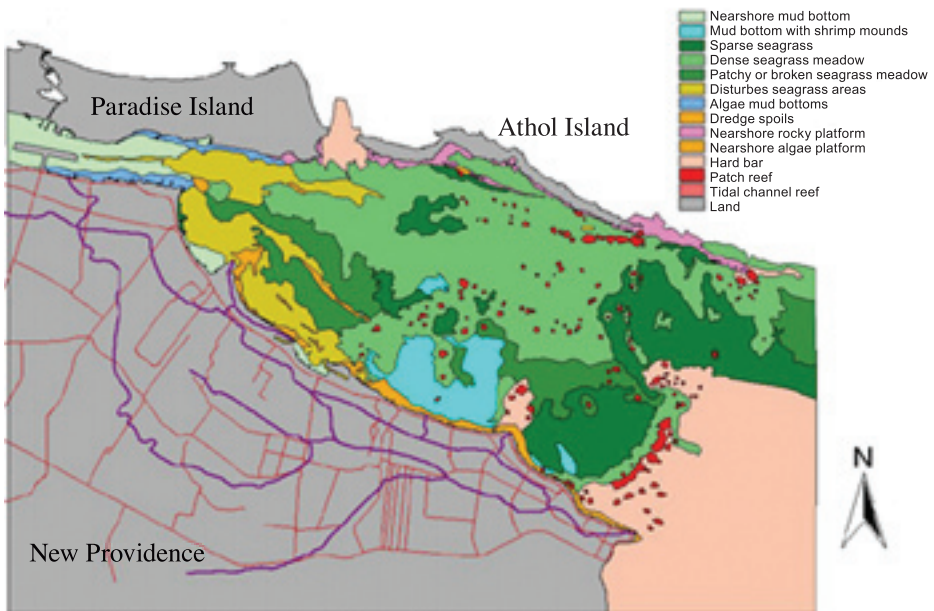 Nearshore mud bottom
Mud bottom with shrimp mounds
Sparse seagrass
Dense seagrass meadow
Patchy or broken seagrass meadow
Disturbes seagrass areas
Algae mud bottoms
Dredge spoils
Nearshore rocky platform
Nearshore algae platform
Hard bar
Patch reef
Tidal channel reef
Land
Paradise Island
Athol Island
New Providence
N